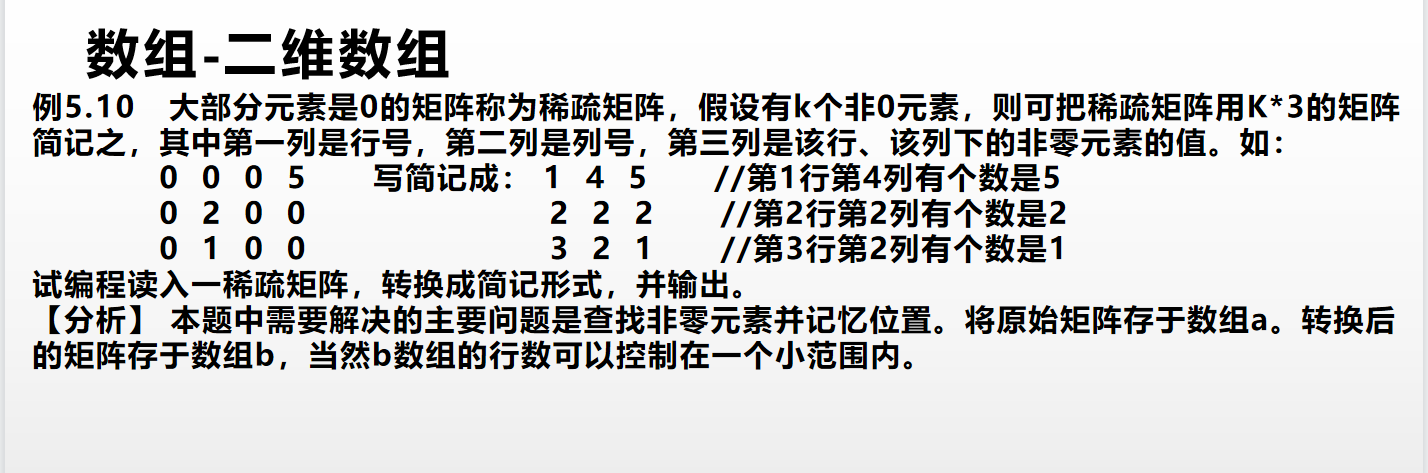 数组-二维数组
例5.10 大部分元素是0的矩阵称为稀疏矩阵，假设有k个非0元素，则可把稀疏矩阵用K*3的矩阵
简记之，其中第一列是行号，第二列是列号，第三列是该行、该列下的非零元素的值。如：
0 0 0 5 写简记成： 1 4 5 //第1行第4列有个数是5
0 2 0 0 2 2 2 //第2行第2列有个数是2
0 1 0 0 3 2 1 //第3行第2列有个数是1
试编程读入一稀疏矩阵，转换成简记形式，并输出。
【分析】 本题中需要解决的主要问题是查找非零元素并记忆位置。将原始矩阵存于数组a。转换后
的矩阵存于数组b，当然b数组的行数可以控制在一个小范围内。